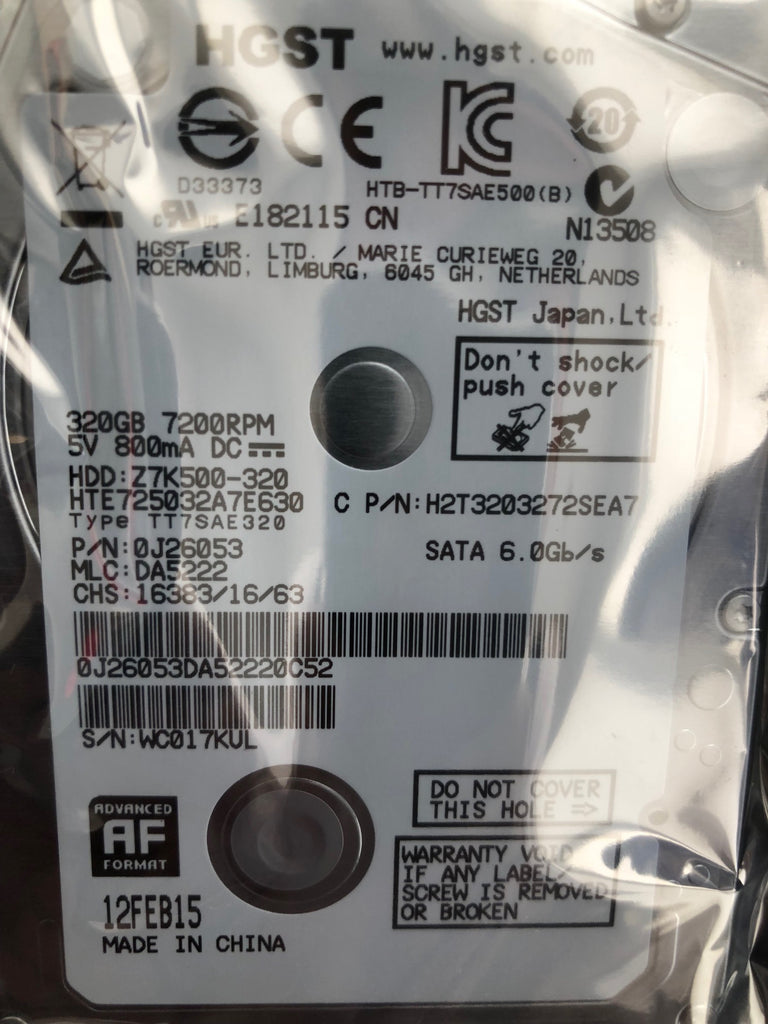 HGST www.hgst.com
CE
20
D33373 HTB-TT7SAE500(B)
E182115 CN
N13508
HGST EUR. LTD. / MARIE CURIEWEG 20,
ROERMOND, LIMBURG, 6045 GH, NETHERLANDS
HGST Japan,Ltd.
Don't shock/
push cover
320GB 7200RPM
5V 800mA DC
HDD:Z7K500-320
HTE725032A7E630 C P/N:H2T3203272SEA7
Type TT7SAE320
P/N:0J26053 SATA 6.0Gb/s
MLC:DA5222
CHS:16383/16/63
0J26053DA52220C52
S/N:WC017KUL
DO NOT COVER
THIS HOLE ⇨
ADVANCED
AF
FORMAT
WARRANTY VOID
IF ANY LABEL/
SCREW IS REMOVED
OR BROKEN
12FEB15
MADE IN CHINA